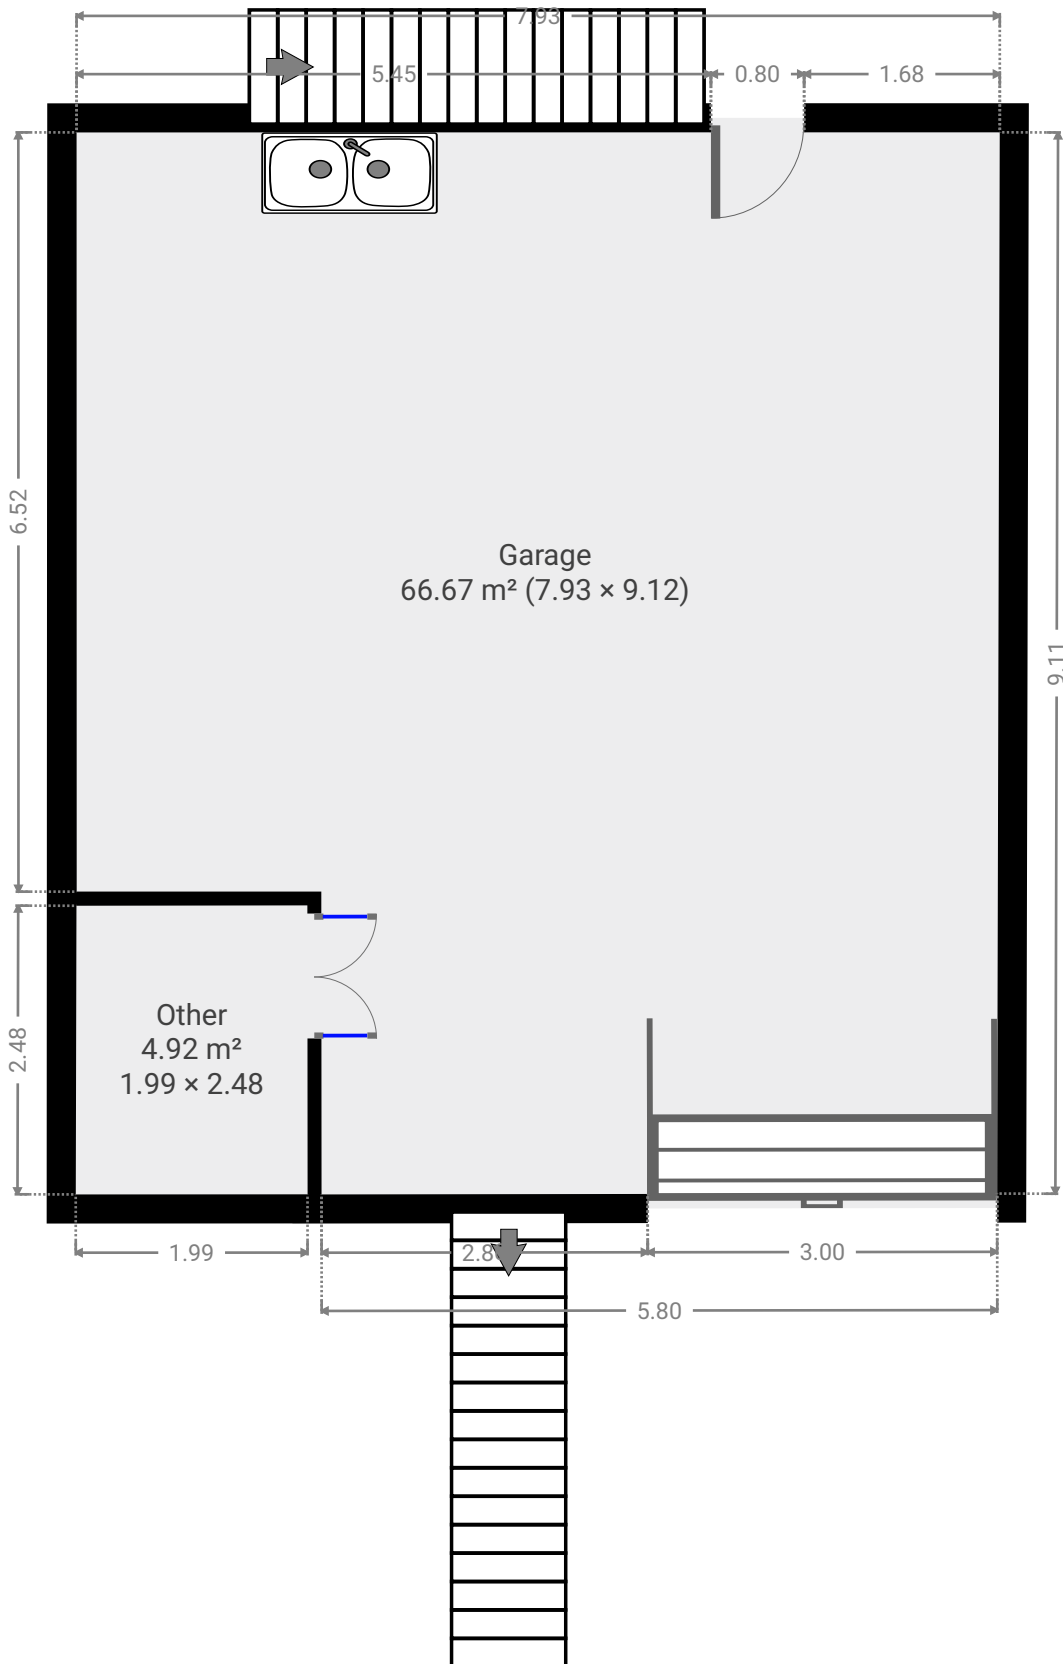 7.93
5.45
0.80
1.68
6.52
Garage
66.67 m² (7.93 × 9.12)
9.11
Other
4.92 m²
1.99 × 2.48
2.48
1.99
3.00
5.80